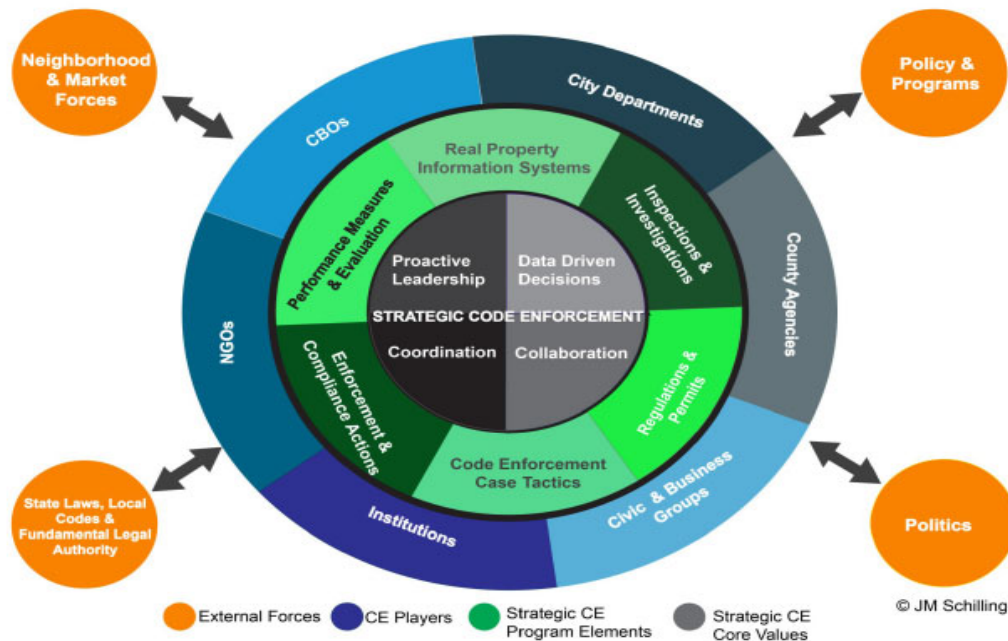 Neighborhood
& Market
Forces
Policy &
Programs
CBOs
City Departments
Real Property
Information Systems
Performance Measures
& Evaluation
Inspections &
Investigations
Proactive
Leadership
Data Driven
Decisions
STRATEGIC CODE ENFORCEMENT
Coordination
Collaboration
NGOs
County Agencies
Enforcement &
Compliance Actions
Regulations &
Permits
Code Enforcement
Case Tactics
Institutions
Civic & Business
Groups
State Laws, Local
Codes &
Fundamental Legal
Authority
Politics
External Forces
CE Players
Strategic CE
Program Elements
Strategic CE
Core Values
© JM Schilling